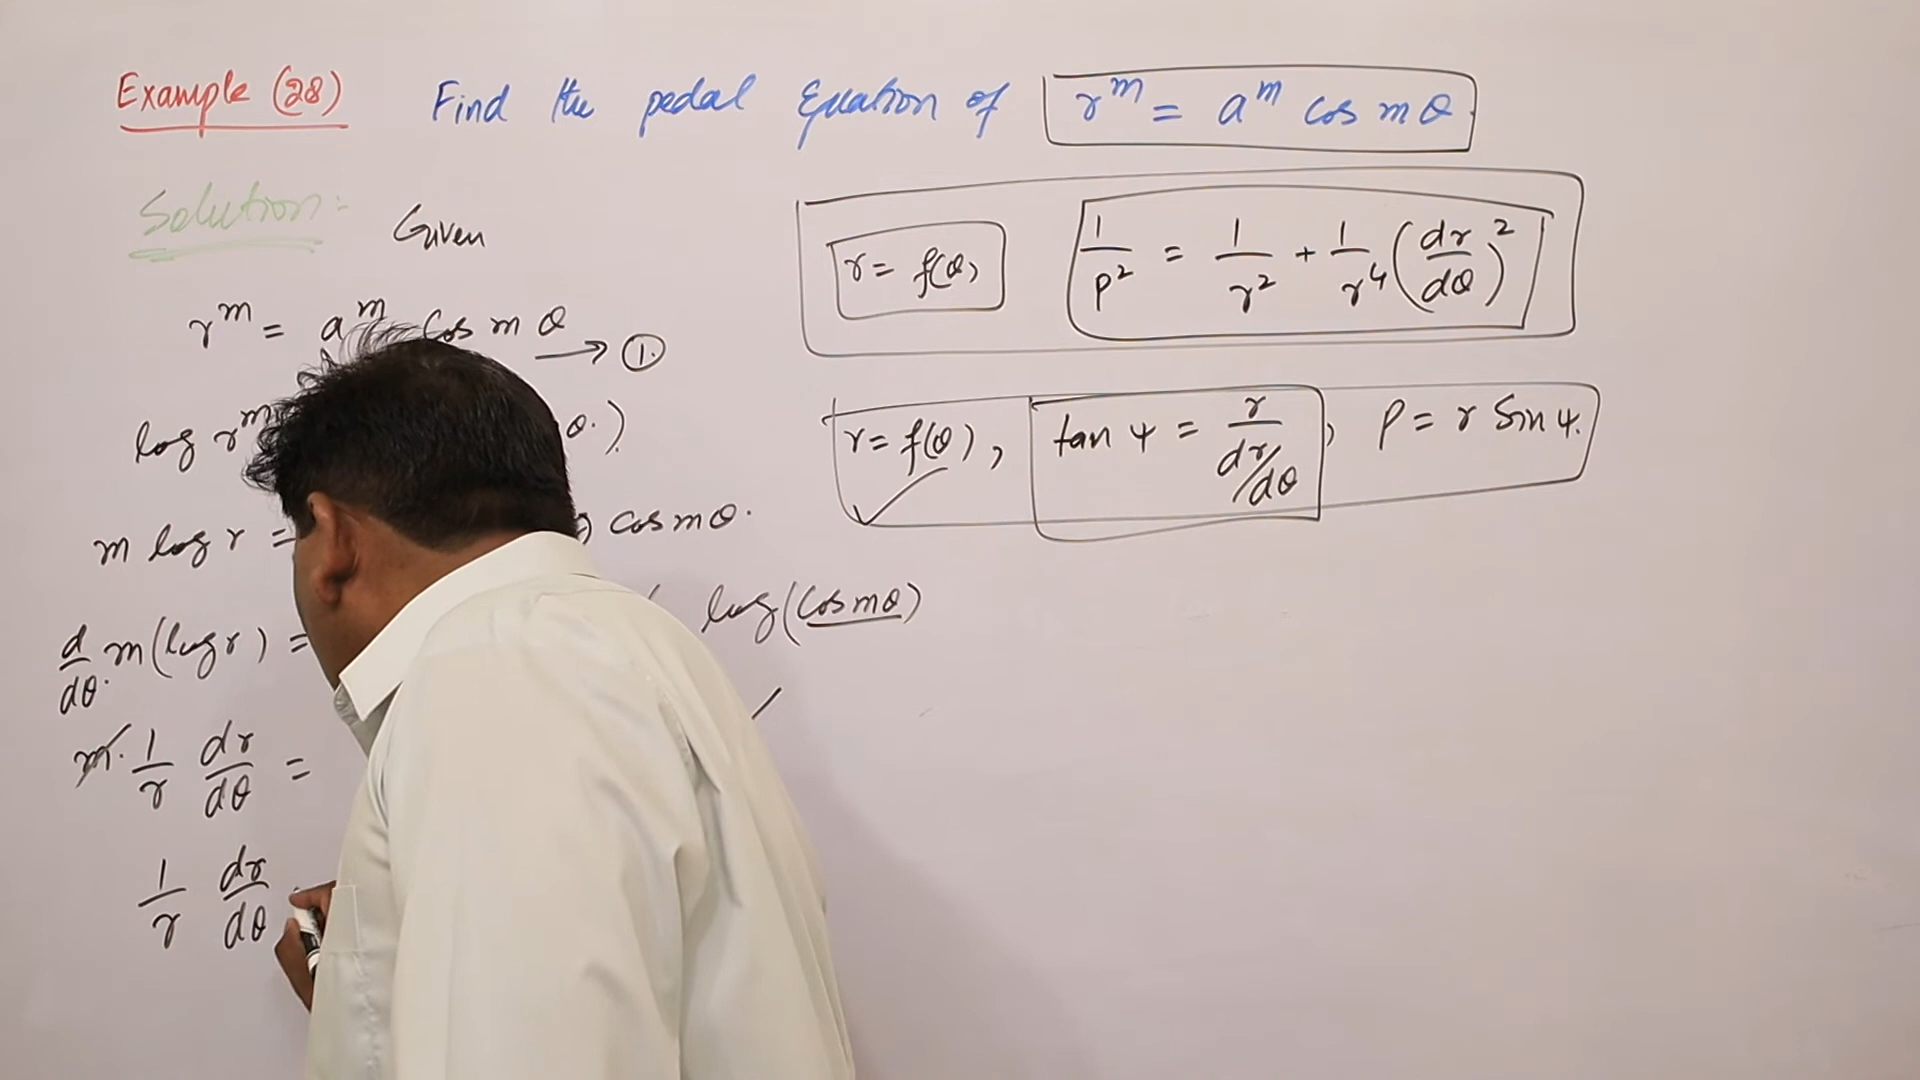 Example (28) Find the pedal Equation of r^m = a^m cos mθ.
Solution:- Given
r = f(θ) 1/p² = 1/r² + 1/r⁴ (dr/dθ)²
r^m = a^m cos mθ → ①.
r = f(θ), tan ψ = r/(dr/dθ), p = r sin ψ.
log r^m θ.)
m log r = cos mθ.
d/dθ. m(log r) = log(cos mθ)
m. 1/r dr/dθ =
1/r dr/dθ